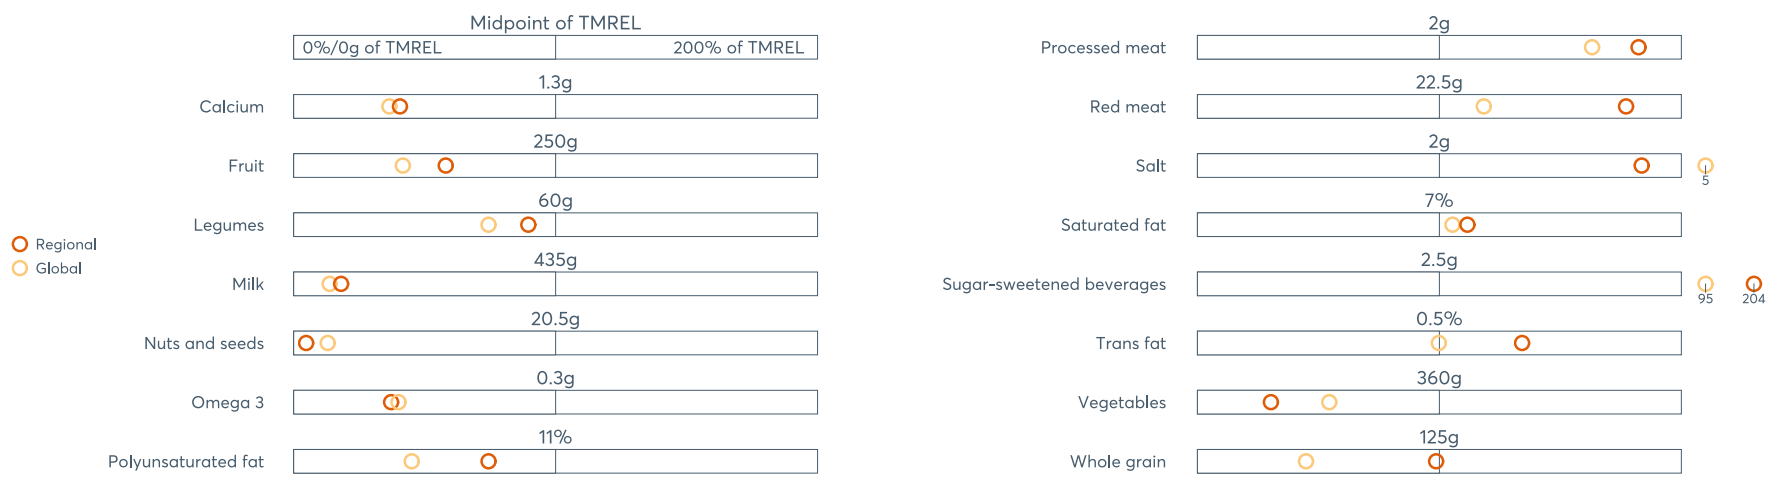 Midpoint of TMREL
0%/0g of TMREL 200% of TMREL
1.3g
Calcium
250g
Fruit
60g
Legumes
435g
Milk
20.5g
Nuts and seeds
0.3g
Omega 3
11%
Polyunsaturated fat
Regional
Global
2g
Processed meat
22.5g
Red meat
2g
Salt
5
7%
Saturated fat
2.5g
Sugar-sweetened beverages
95 204
0.5%
Trans fat
360g
Vegetables
125g
Whole grain